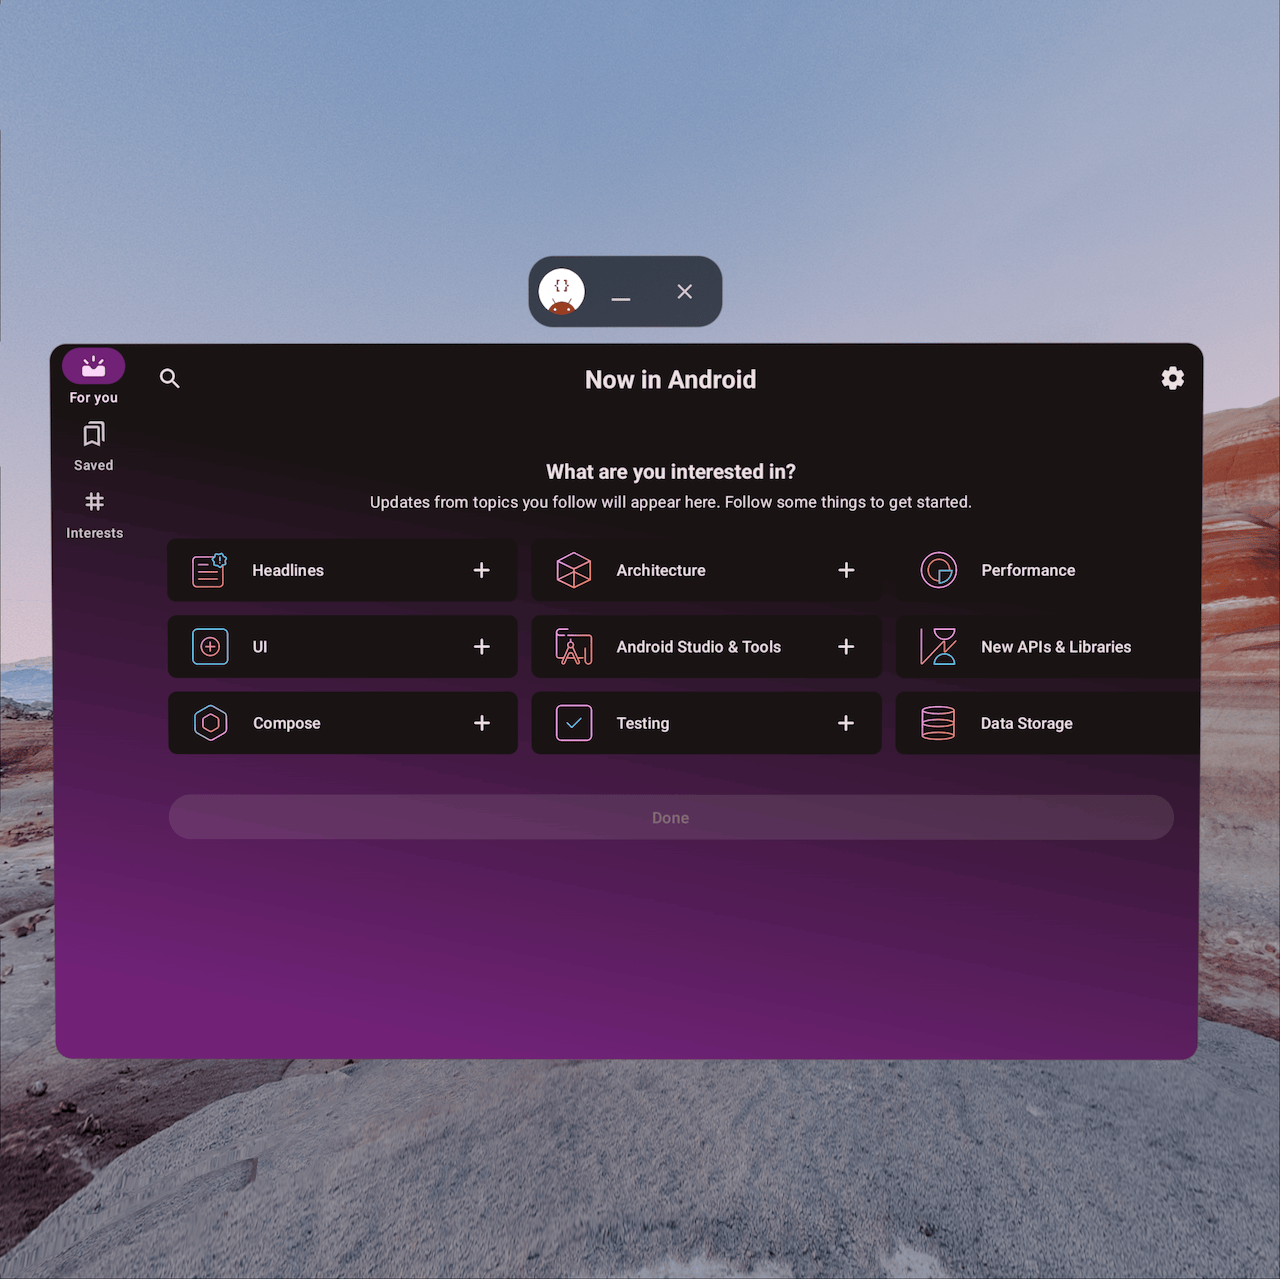 Now in Android
For you
Saved
Interests
What are you interested in?
Updates from topics you follow will appear here. Follow some things to get started.
Headlines
Architecture
Performance
UI
Android Studio & Tools
New APIs & Libraries
Compose
Testing
Data Storage
Done